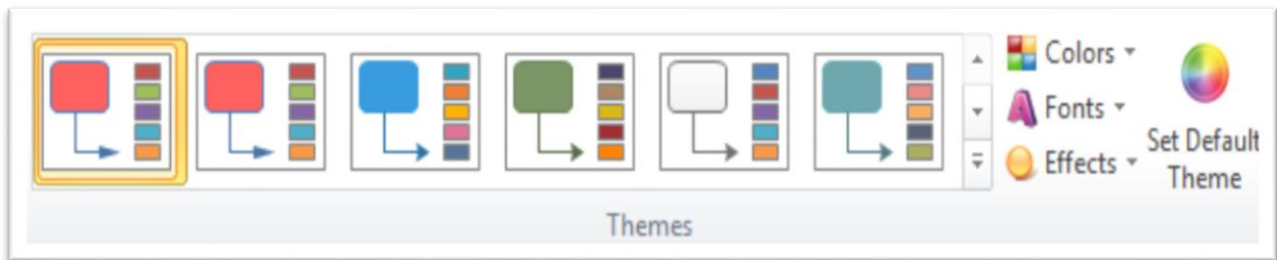 Colors
Fonts
Effects
Set Default
Theme
Themes